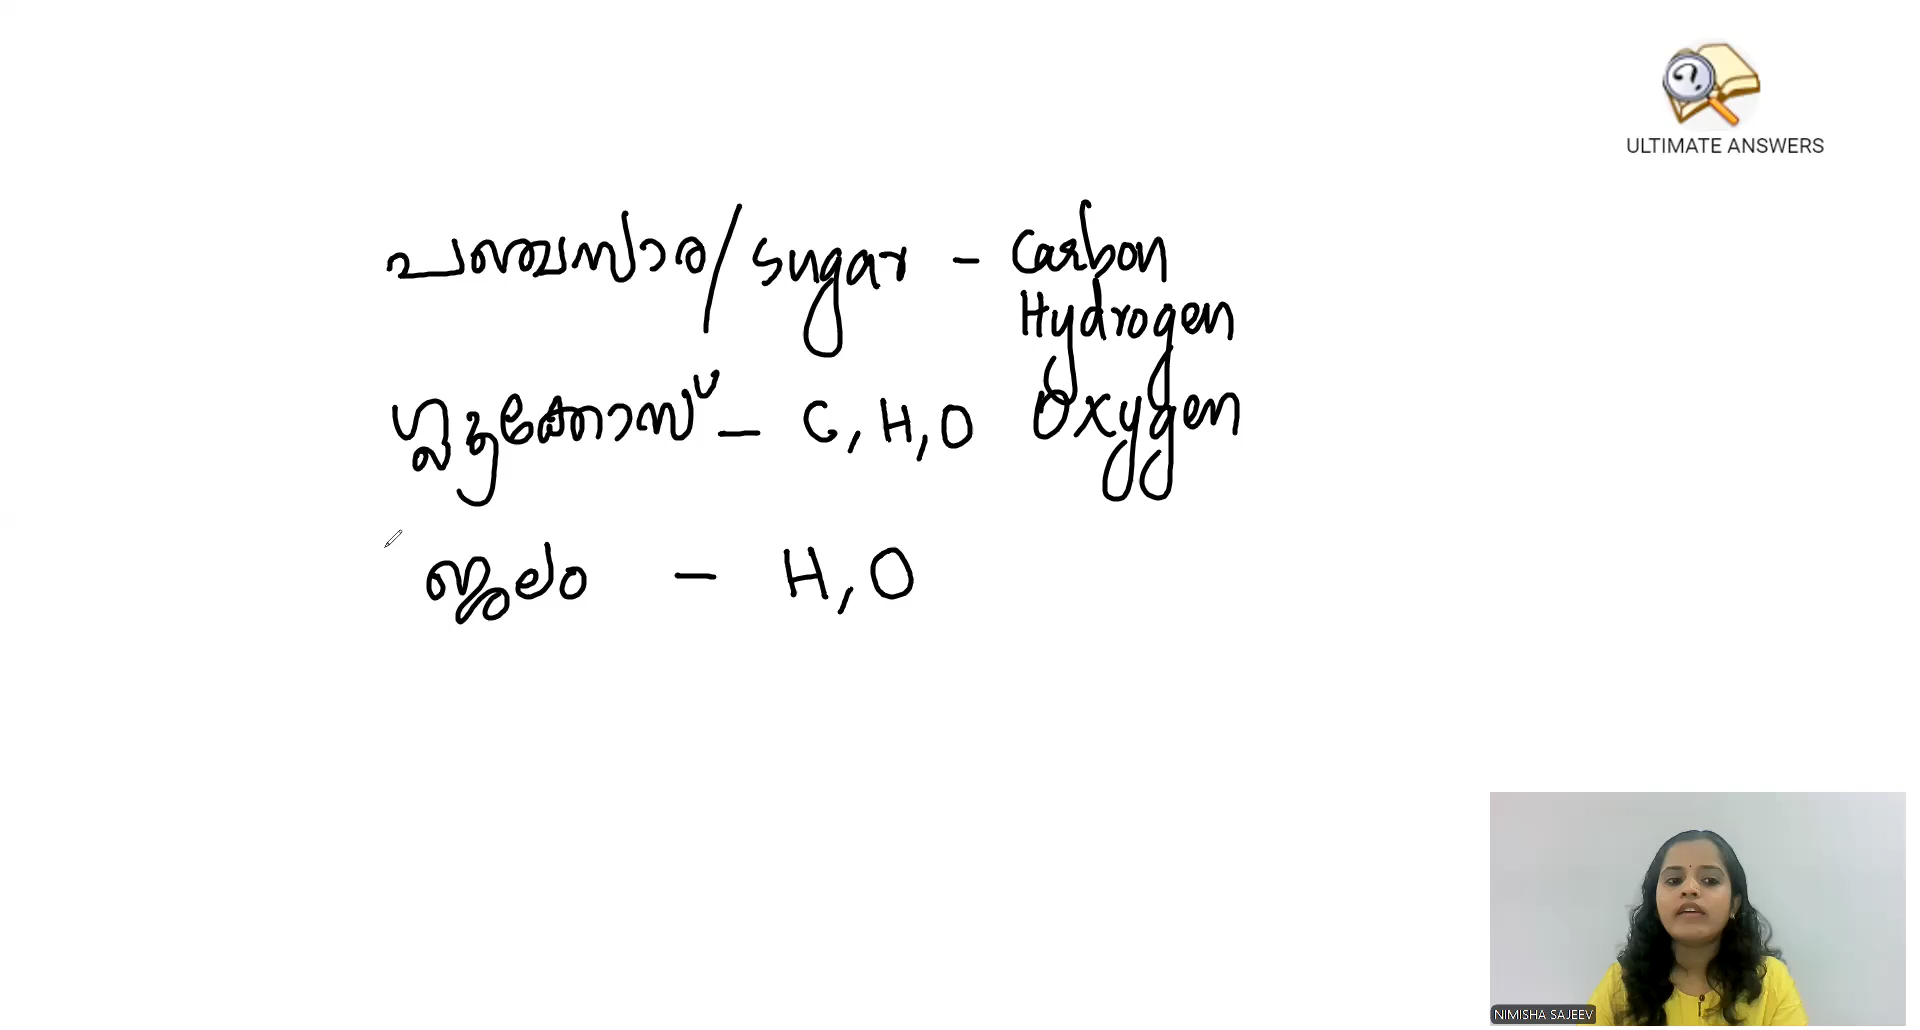 ULTIMATE ANSWERS
പഞ്ചസാര/sugar - Carbon
Hydrogen
Oxygen
ഗ്ലൂക്കോസ് - C, H, O
ജലം - H, O
NIMISHA SAJEEV